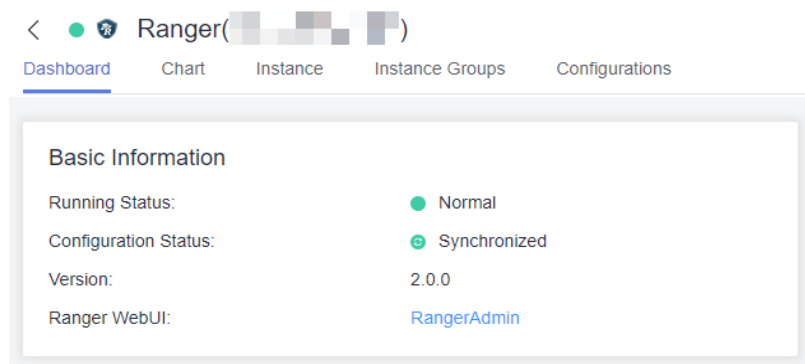 Ranger( )
Dashboard Chart Instance Instance Groups Configurations
Basic Information
Running Status: Normal
Configuration Status: Synchronized
Version: 2.0.0
Ranger WebUI: RangerAdmin